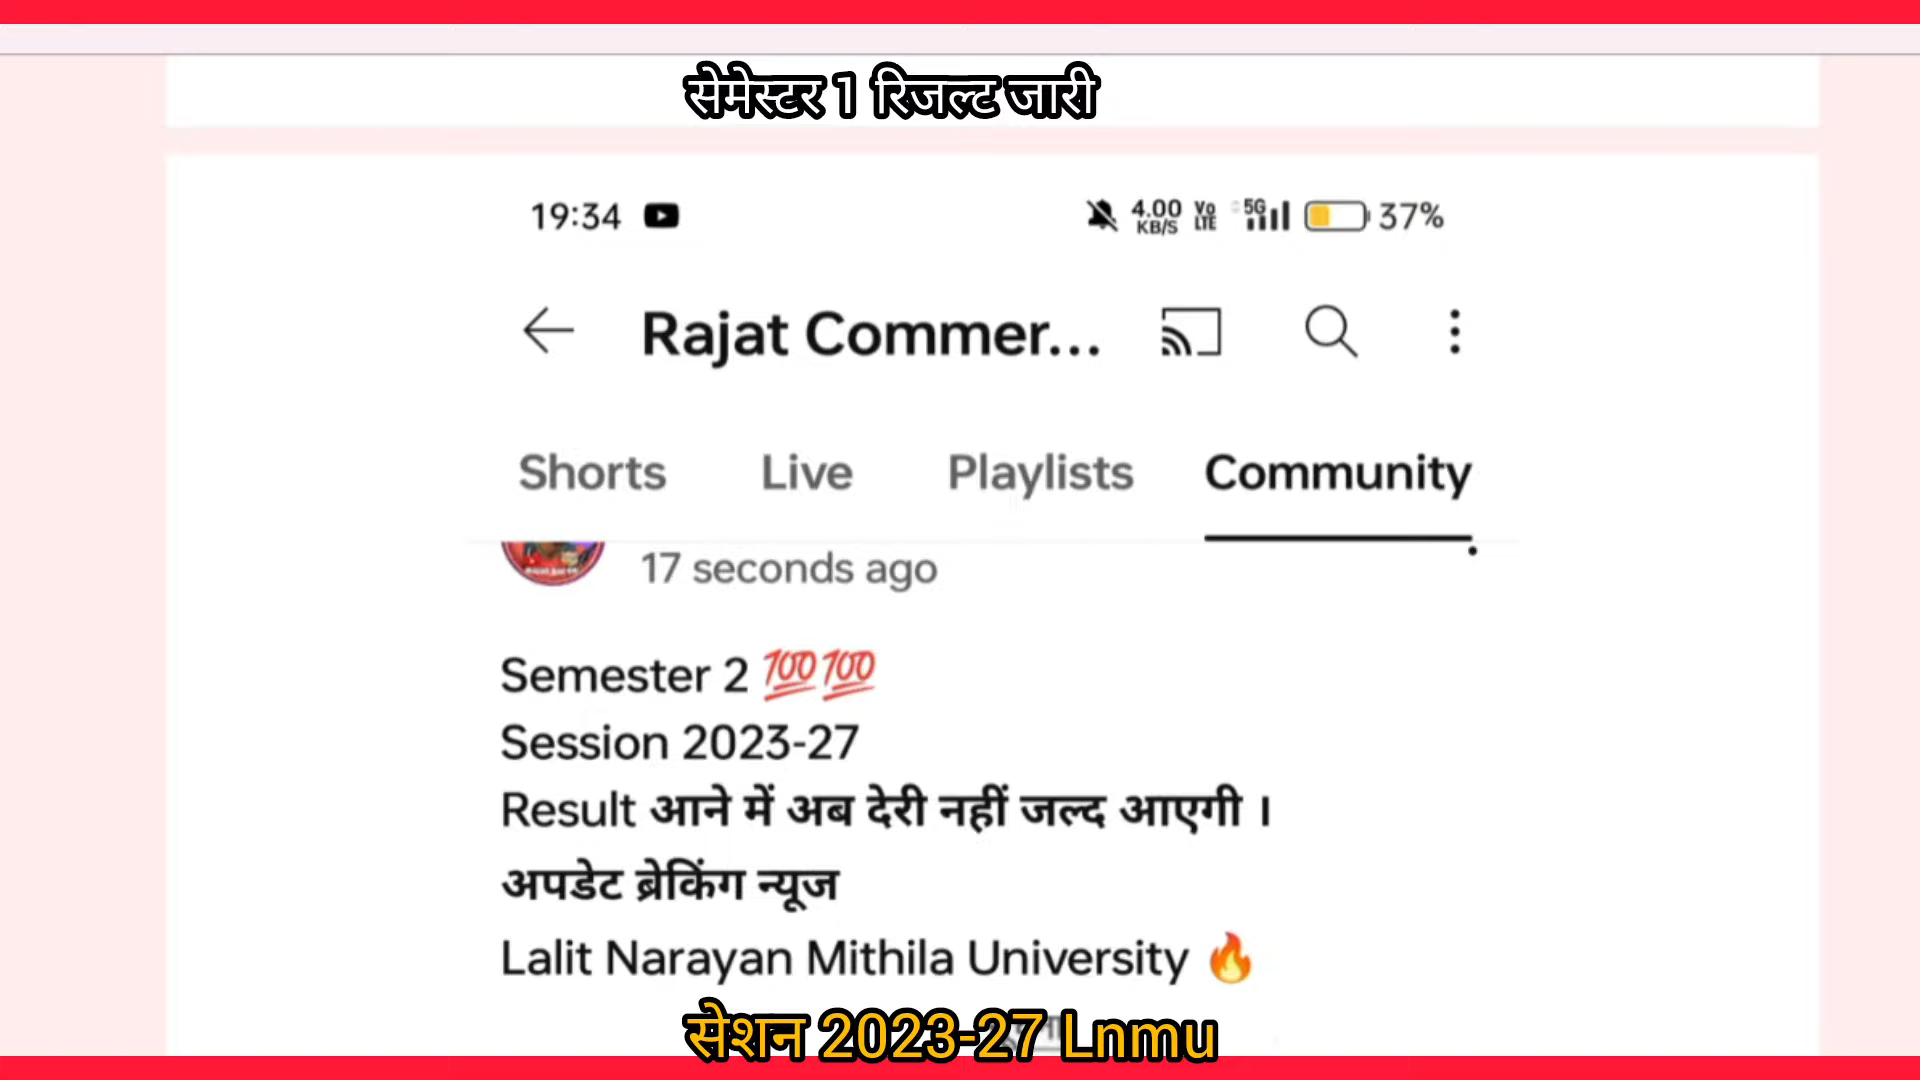 सेमेस्टर 1 रिजल्ट जारी
19:34 4.00 KB/S Vo LTE 5G 37%
Rajat Commer...
Shorts Live Playlists Community
17 seconds ago
Semester 2 💯💯
Session 2023-27
Result आने में अब देरी नहीं जल्द आएगी ।
अपडेट ब्रेकिंग न्यूज
Lalit Narayan Mithila University 🔥
सेशन 2023-27 Lnmu